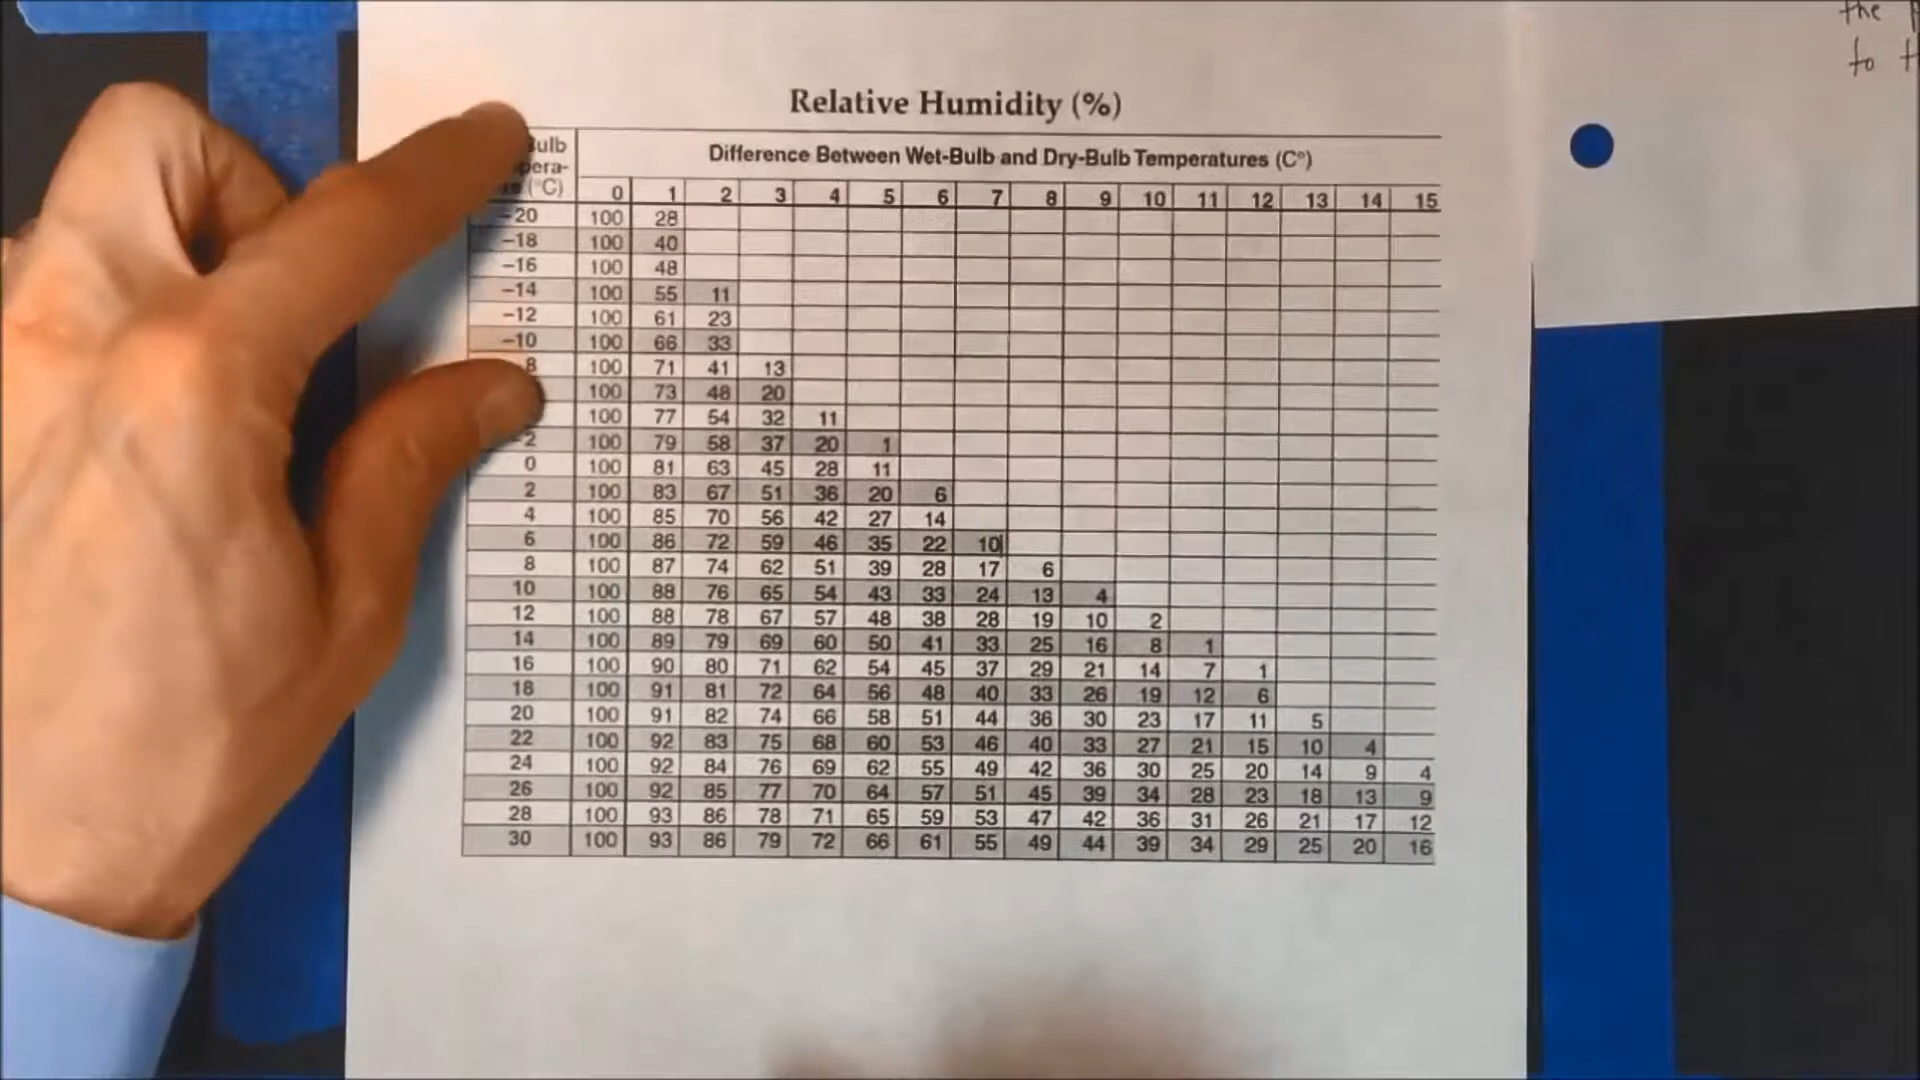 the
to
Relative Humidity (%)
Difference Between Wet-Bulb and Dry-Bulb Temperatures (C°)
(°C) 0 1 2 3 4 5 6 7 8 9 10 11 12 13 14 15
-20 100 28
-18 100 40
-16 100 48
-14 100 55 11
-12 100 61 23
-10 100 66 33
8 100 71 41 13
100 73 48 20
100 77 54 32 11
-2 100 79 58 37 20 1
0 100 81 63 45 28 11
2 100 83 67 51 36 20 6
4 100 85 70 56 42 27 14
6 100 86 72 59 46 35 22 10
8 100 87 74 62 51 39 28 17 6
10 100 88 76 65 54 43 33 24 13 4
12 100 88 78 67 57 48 38 28 19 10 2
14 100 89 79 69 60 50 41 33 25 16 8 1
16 100 90 80 71 62 54 45 37 29 21 14 7 1
18 100 91 81 72 64 56 48 40 33 26 19 12 6
20 100 91 82 74 66 58 51 44 36 30 23 17 11 5
22 100 92 83 75 68 60 53 46 40 33 27 21 15 10 4
24 100 92 84 76 69 62 55 49 42 36 30 25 20 14 9 4
26 100 92 85 77 70 64 57 51 45 39 34 28 23 18 13 9
28 100 93 86 78 71 65 59 53 47 42 36 31 26 21 17 12
30 100 93 86 79 72 66 61 55 49 44 39 34 29 25 20 16